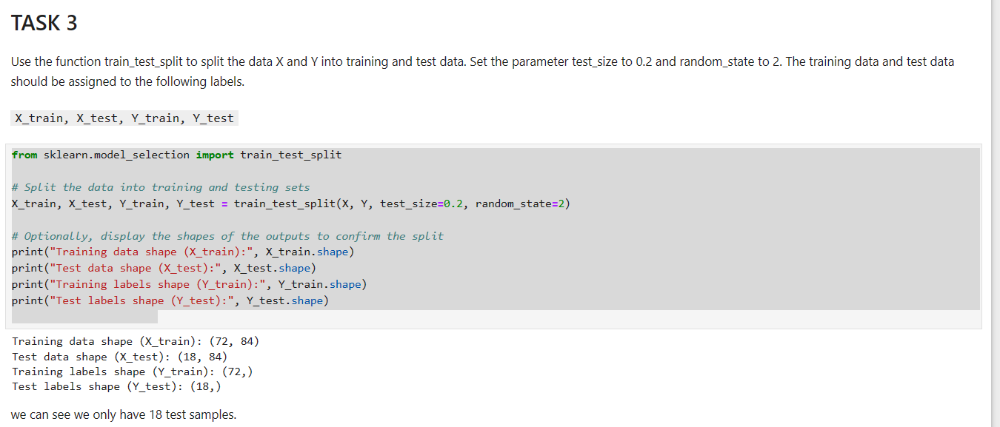 TASK 3
Use the function train_test_split to split the data X and Y into training and test data. Set the parameter test_size to 0.2 and random_state to 2. The training data and test data
should be assigned to the following labels.
X_train, X_test, Y_train, Y_test
from sklearn.model_selection import train_test_split
# Split the data into training and testing sets
X_train, X_test, Y_train, Y_test = train_test_split(X, Y, test_size=0.2, random_state=2)
# Optionally, display the shapes of the outputs to confirm the split
print("Training data shape (X_train):", X_train.shape)
print("Test data shape (X_test):", X_test.shape)
print("Training labels shape (Y_train):", Y_train.shape)
print("Test labels shape (Y_test):", Y_test.shape)
Training data shape (X_train): (72, 84)
Test data shape (X_test): (18, 84)
Training labels shape (Y_train): (72,)
Test labels shape (Y_test): (18,)
we can see we only have 18 test samples.